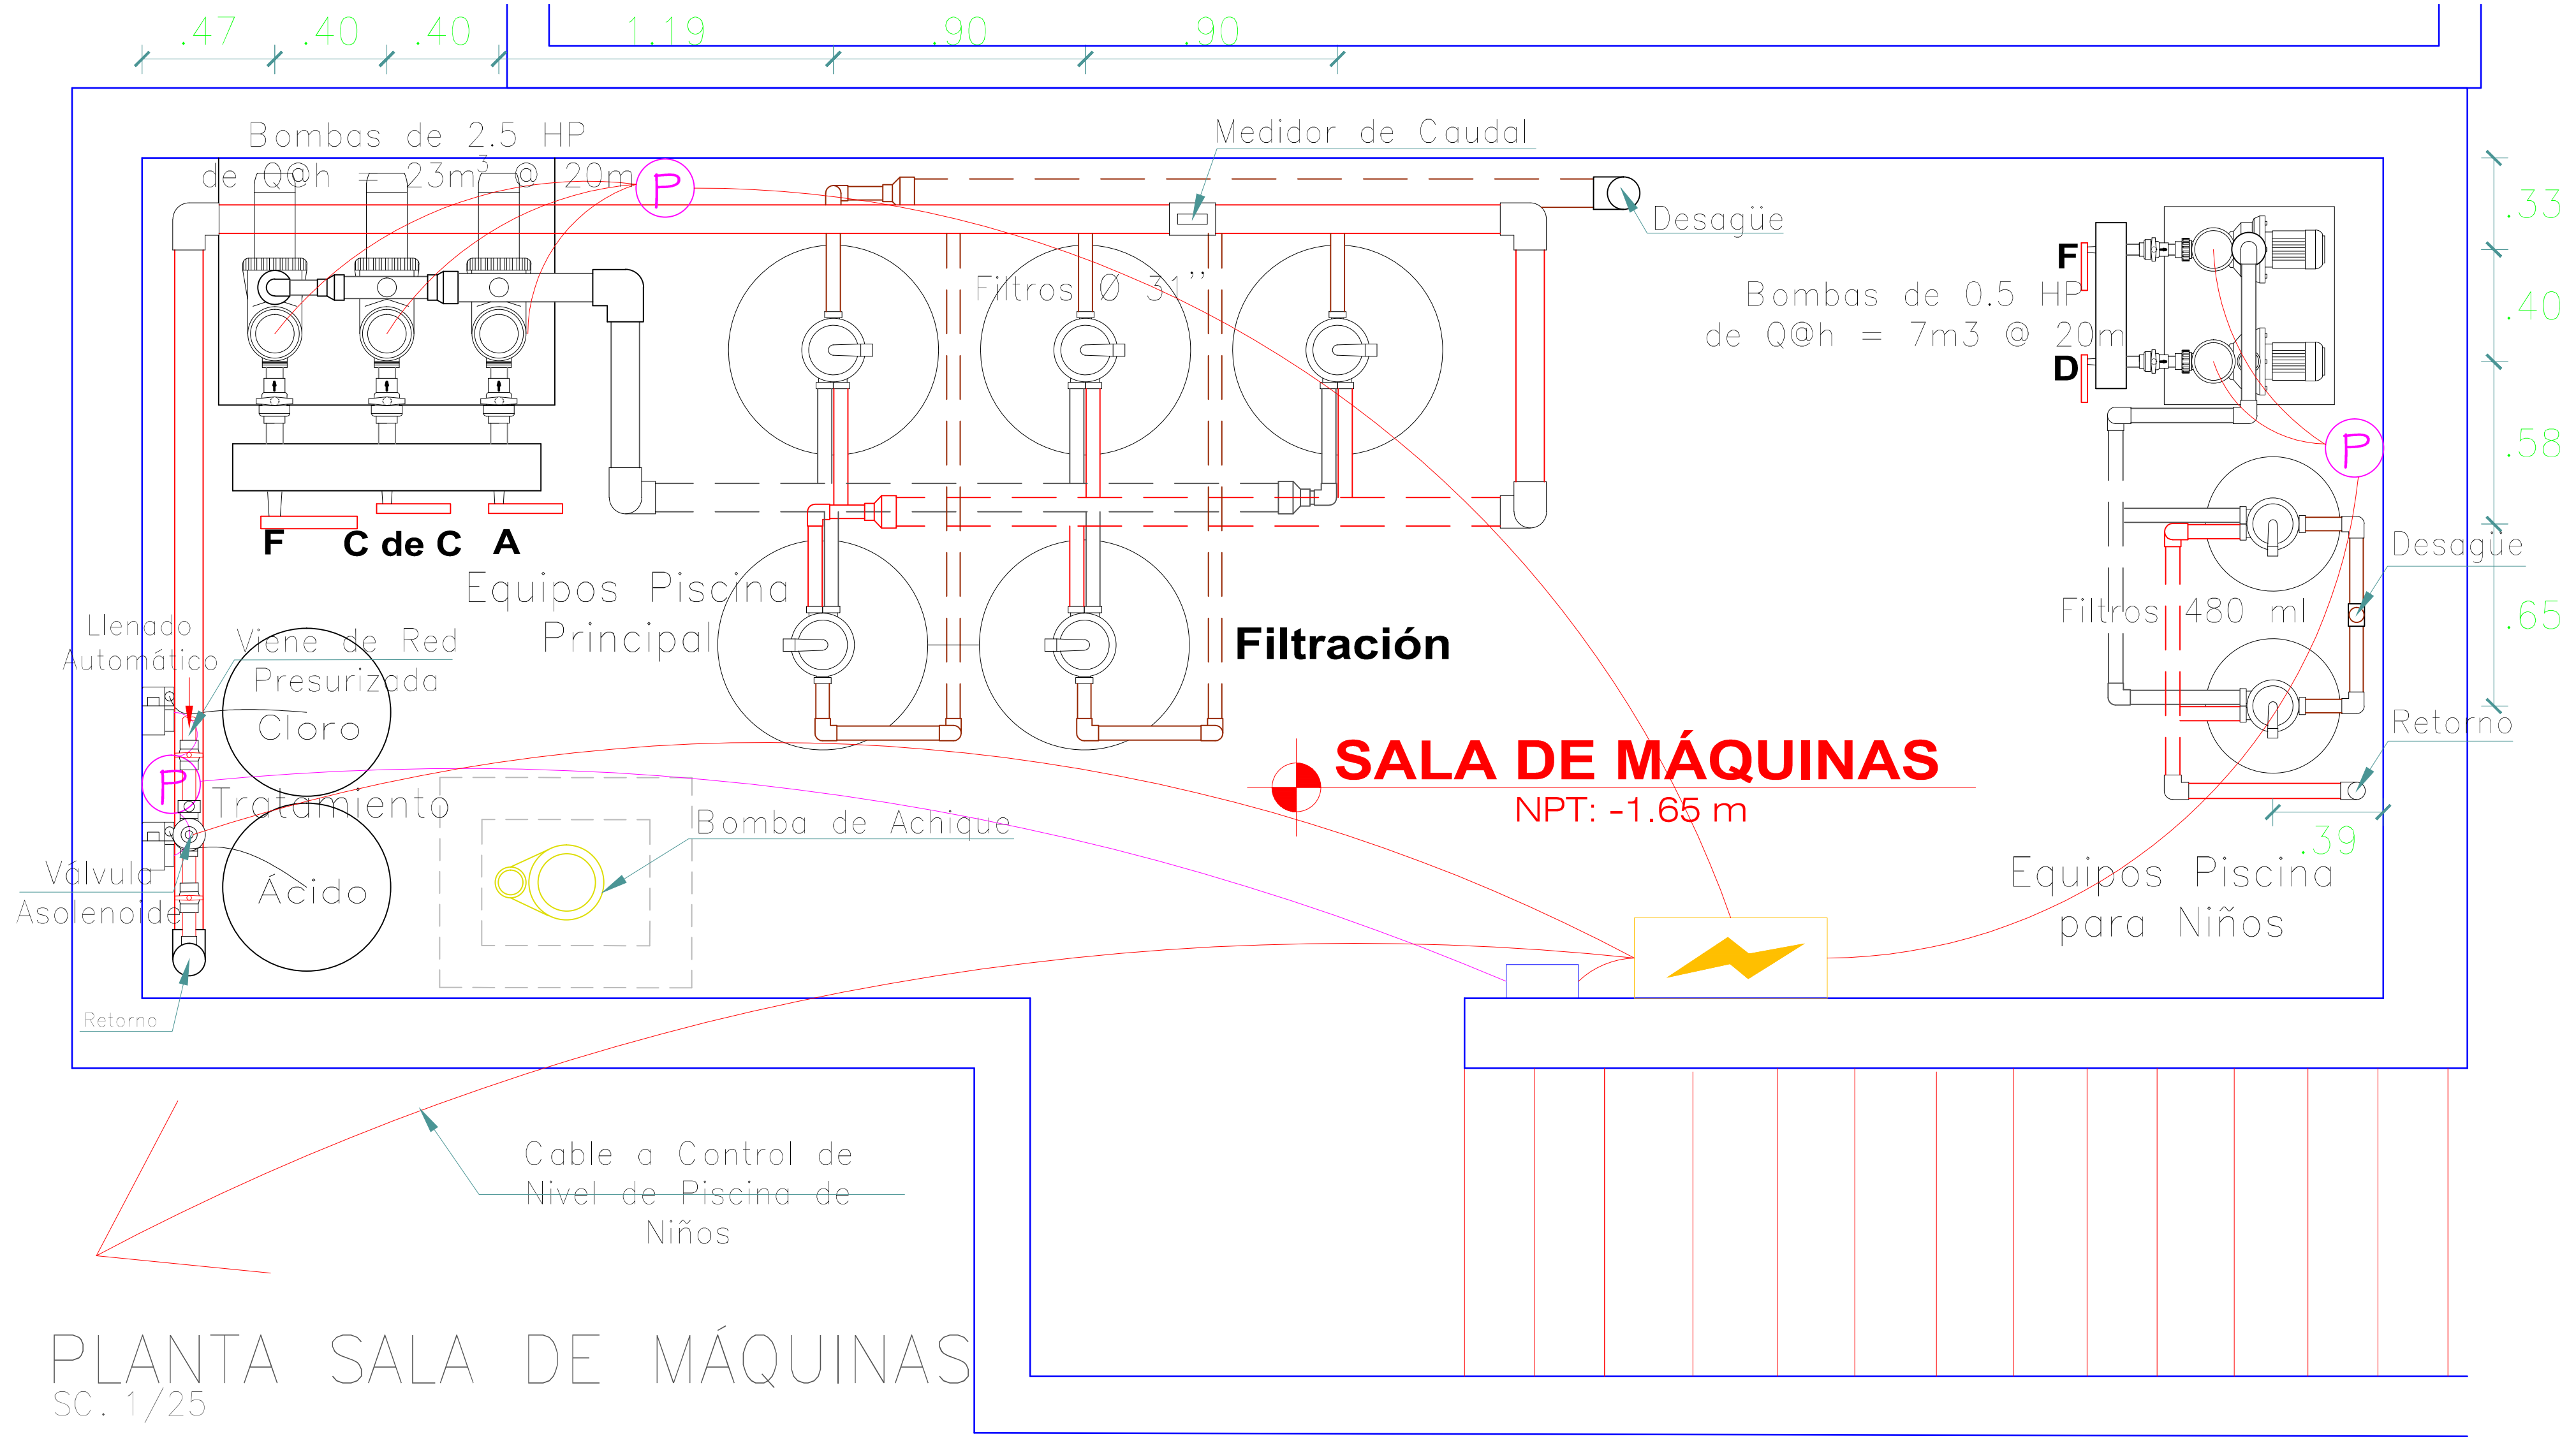 .47 .40 .40 1.19 .90 .90
Bombas de 2.5 HP
de Q@h = 23m³ @ 20m
P
Medidor de Caudal
Desagüe
Filtros Ø 31''
Bombas de 0.5 HP
de Q@h = 7m3 @ 20m
F
D
P
.33
.40
.58
.65
F C de C A
Equipos Piscina
Principal
Filtración
Desagüe
Filtros 480 ml
Retorno
Llenado
Automático
Viene de Red
Presurizada
Cloro
P
Tratamiento
Válvula
Asolenoide
Ácido
Bomba de Achique
SALA DE MÁQUINAS
NPT: -1.65 m
.39
Equipos Piscina
para Niños
Retorno
Cable a Control de
Nivel de Piscina de
Niños
PLANTA SALA DE MÁQUINAS
SC. 1/25